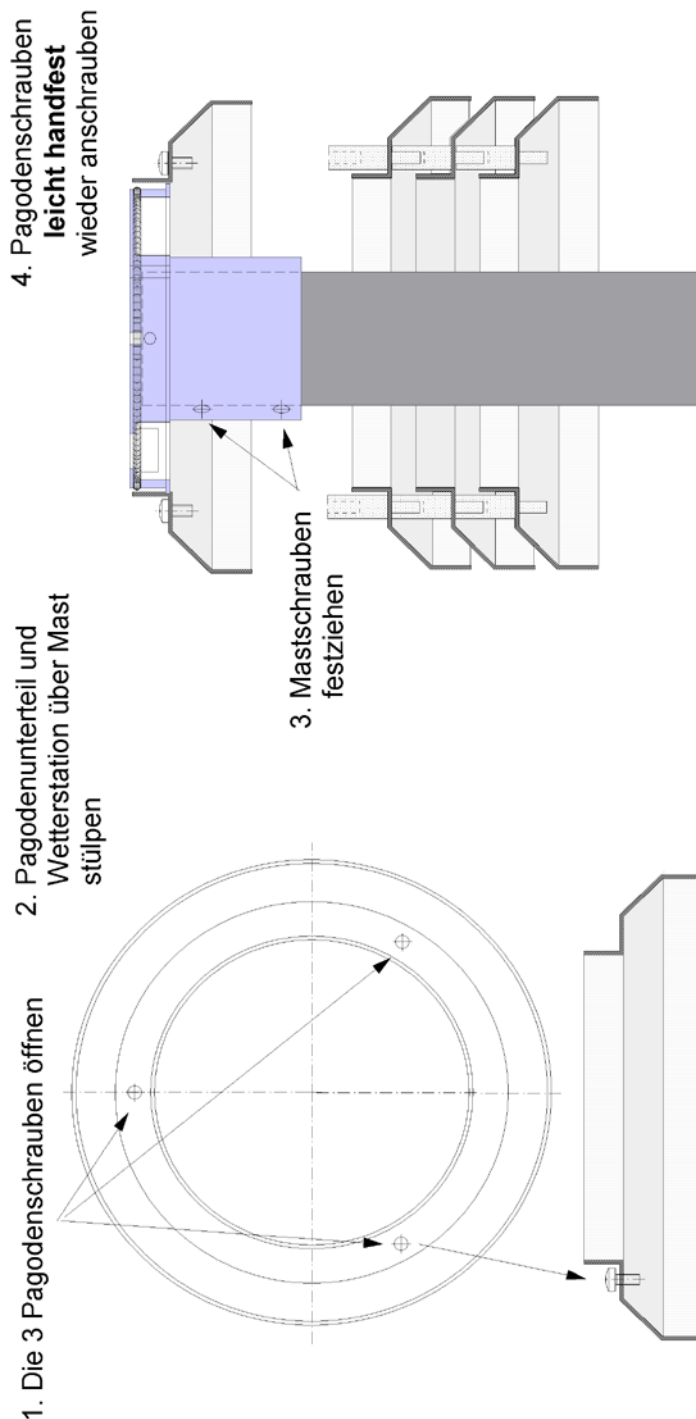 1. Die 3 Pagodenschrauben öffnen
2. Pagodenunterteil und
Wetterstation über Mast
stülpen
3. Mastschrauben
festziehen
4. Pagodenschrauben
leicht handfest
wieder anschrauben